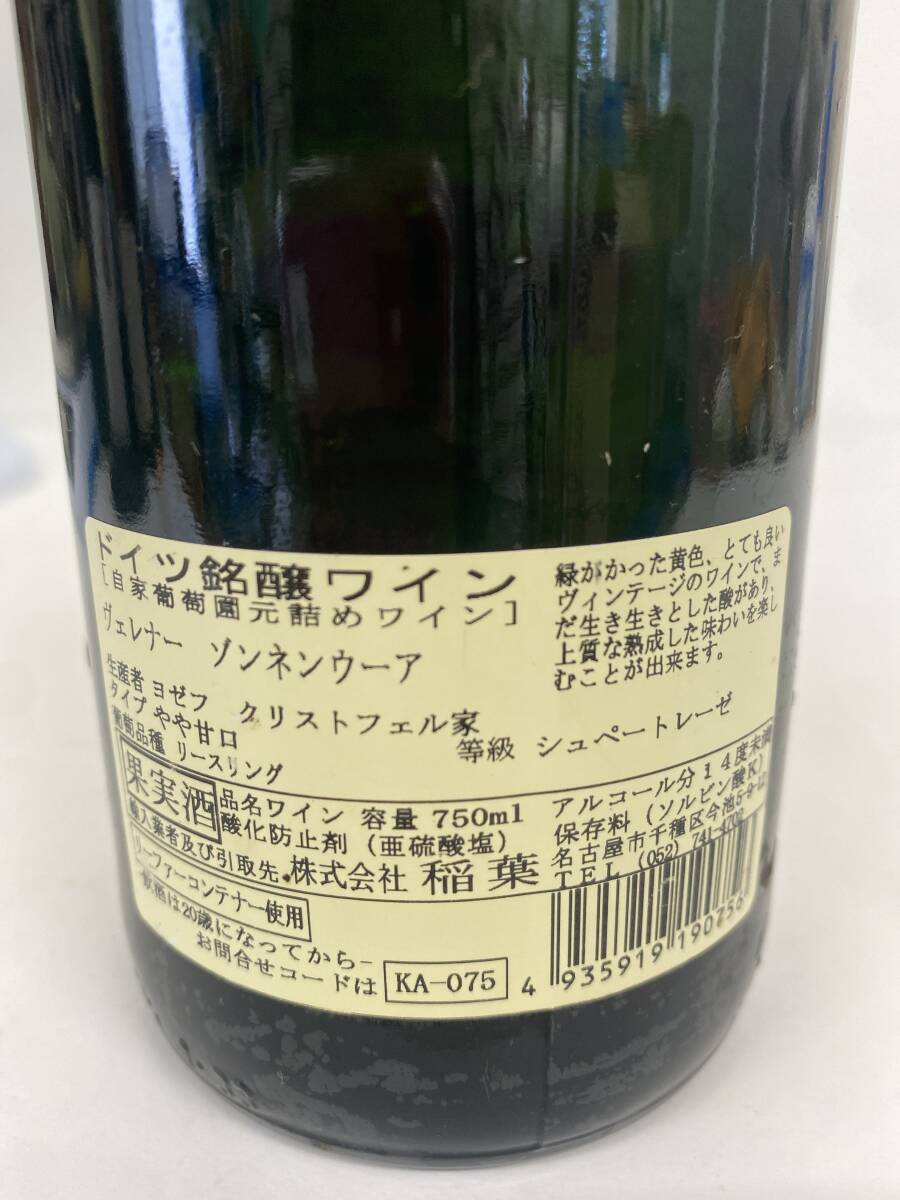 ドイツ銘醸ワイン
[自家葡萄園元詰めワイン]
ヴェレナー ゾンネンウーア
緑がかった黄色、とても良い
ヴィンテージのワインで、ま
だ生き生きとした酸があり、
上質な熟成した味わいを楽し
むことが出来ます。
生産者 ヨゼフ クリストフェル家
タイプ やや甘口
等級 シュペートレーゼ
葡萄品種 リースリング
果実酒
品名ワイン 容量 750ml
アルコール分14度未満
酸化防止剤 (亜硫酸塩)
保存料 (ソルビン酸K)
輸入業者及び引取先 株式会社 稲葉
名古屋市千種区今池5-9-12
TEL (052) 741-4702
リーファーコンテナー使用
-飲酒は20歳になってから-
お問合せコードは KA-075
4 935919 190756